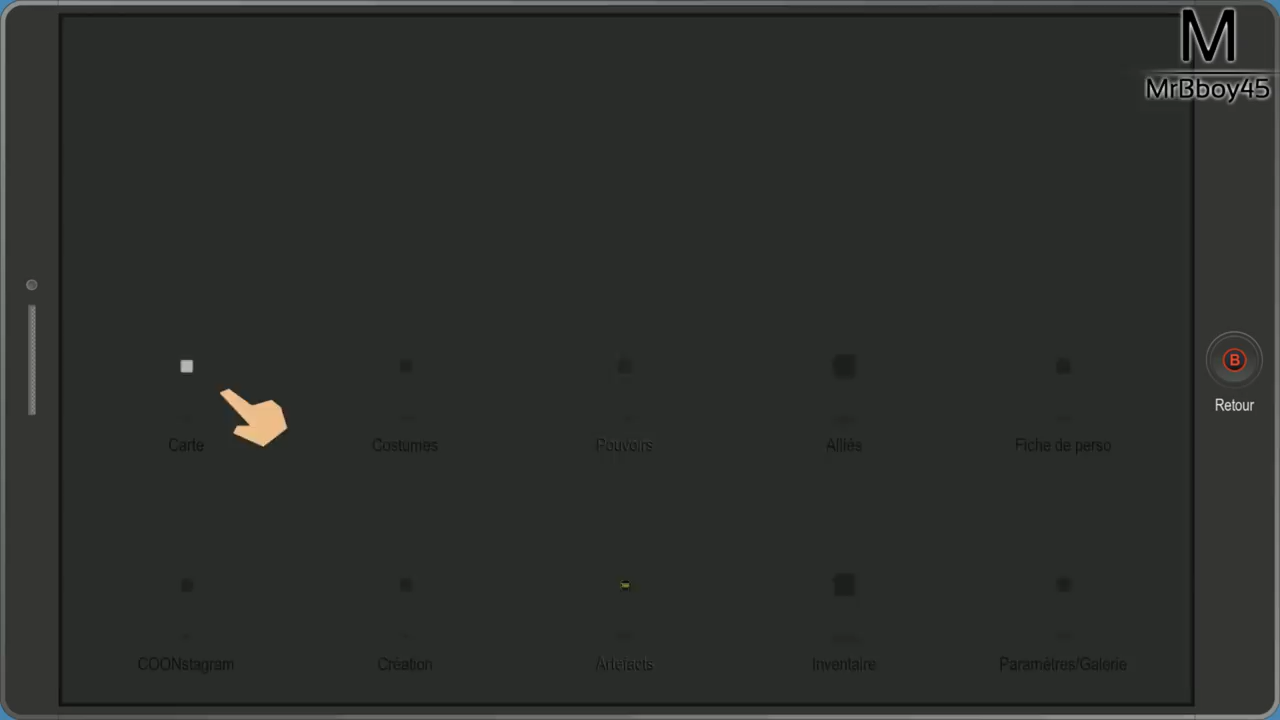 M
MrBboy45
B
Retour
Carte
Costumes
Pouvoirs
Alliés
Fiche de perso
COONstagram
Création
Artefacts
Inventaire
Paramètres/Galerie